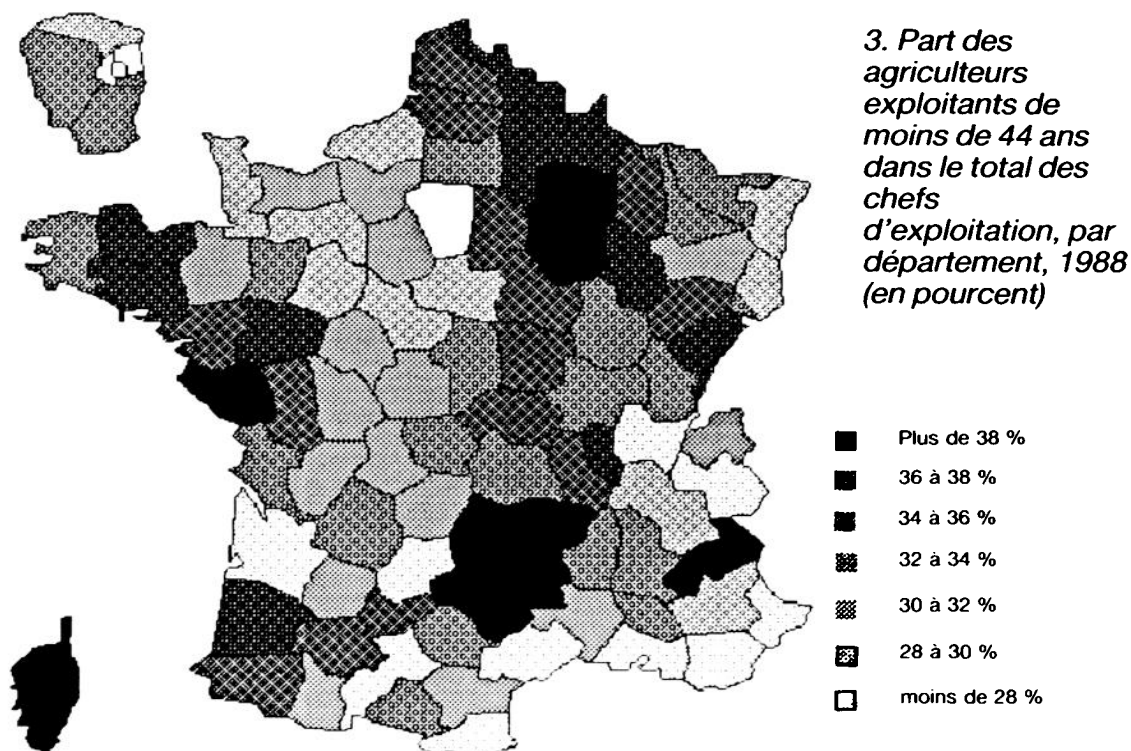 3. Part des
agriculteurs
exploitants de
moins de 44 ans
dans le total des
chefs
d'exploitation, par
département, 1988
(en pourcent)
Plus de 38 %
36 à 38 %
34 à 36 %
32 à 34 %
30 à 32 %
28 à 30 %
moins de 28 %